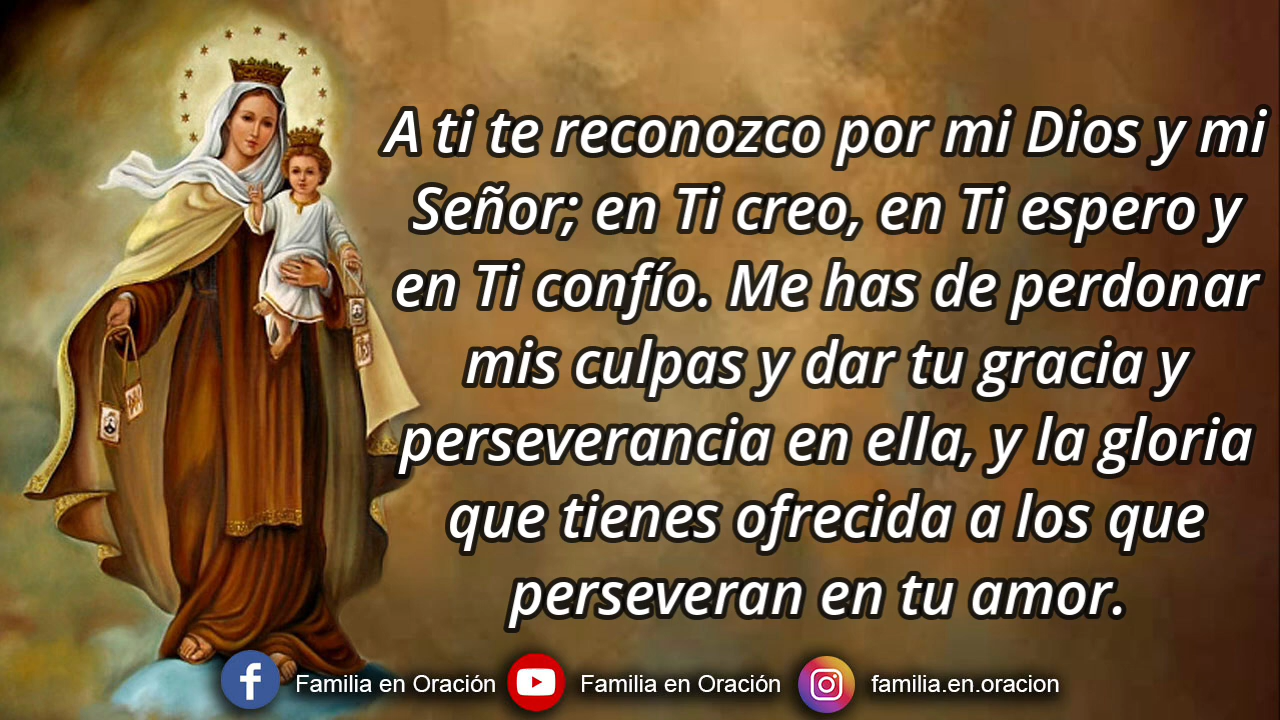 A ti te reconozco por mi Dios y mi
Señor; en Ti creo, en Ti espero y
en Ti confío. Me has de perdonar
mis culpas y dar tu gracia y
perseverancia en ella, y la gloria
que tienes ofrecida a los que
perseveran en tu amor.
Familia en Oración Familia en Oración familia.en.oracion